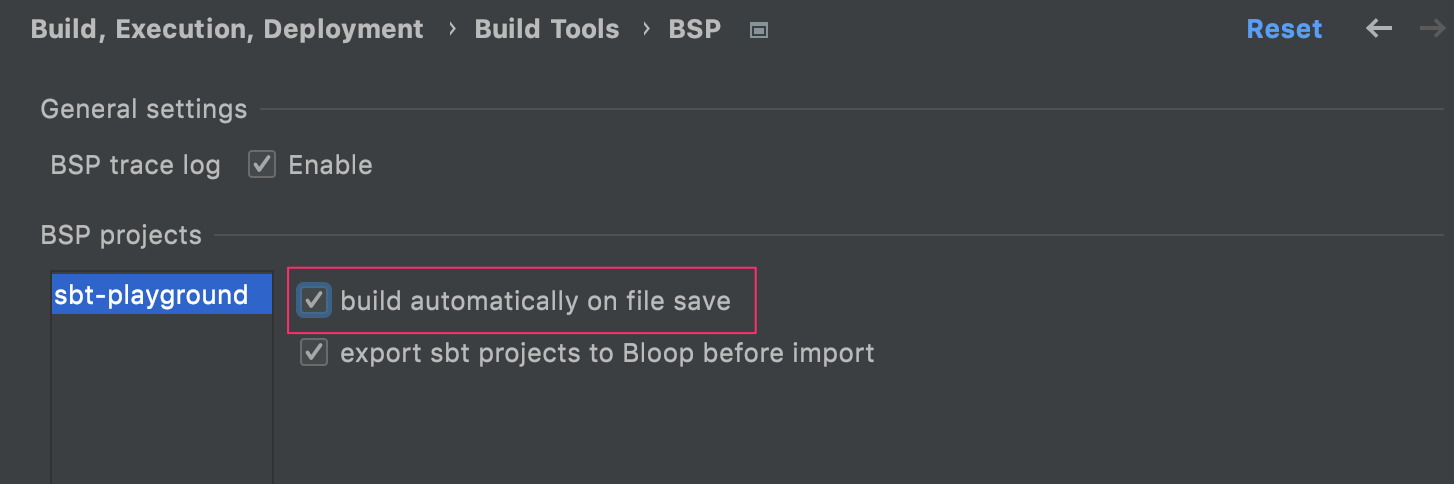 Build, Execution, Deployment › Build Tools › BSP Reset
General settings
BSP trace log Enable
BSP projects
sbt-playground build automatically on file save
export sbt projects to Bloop before import